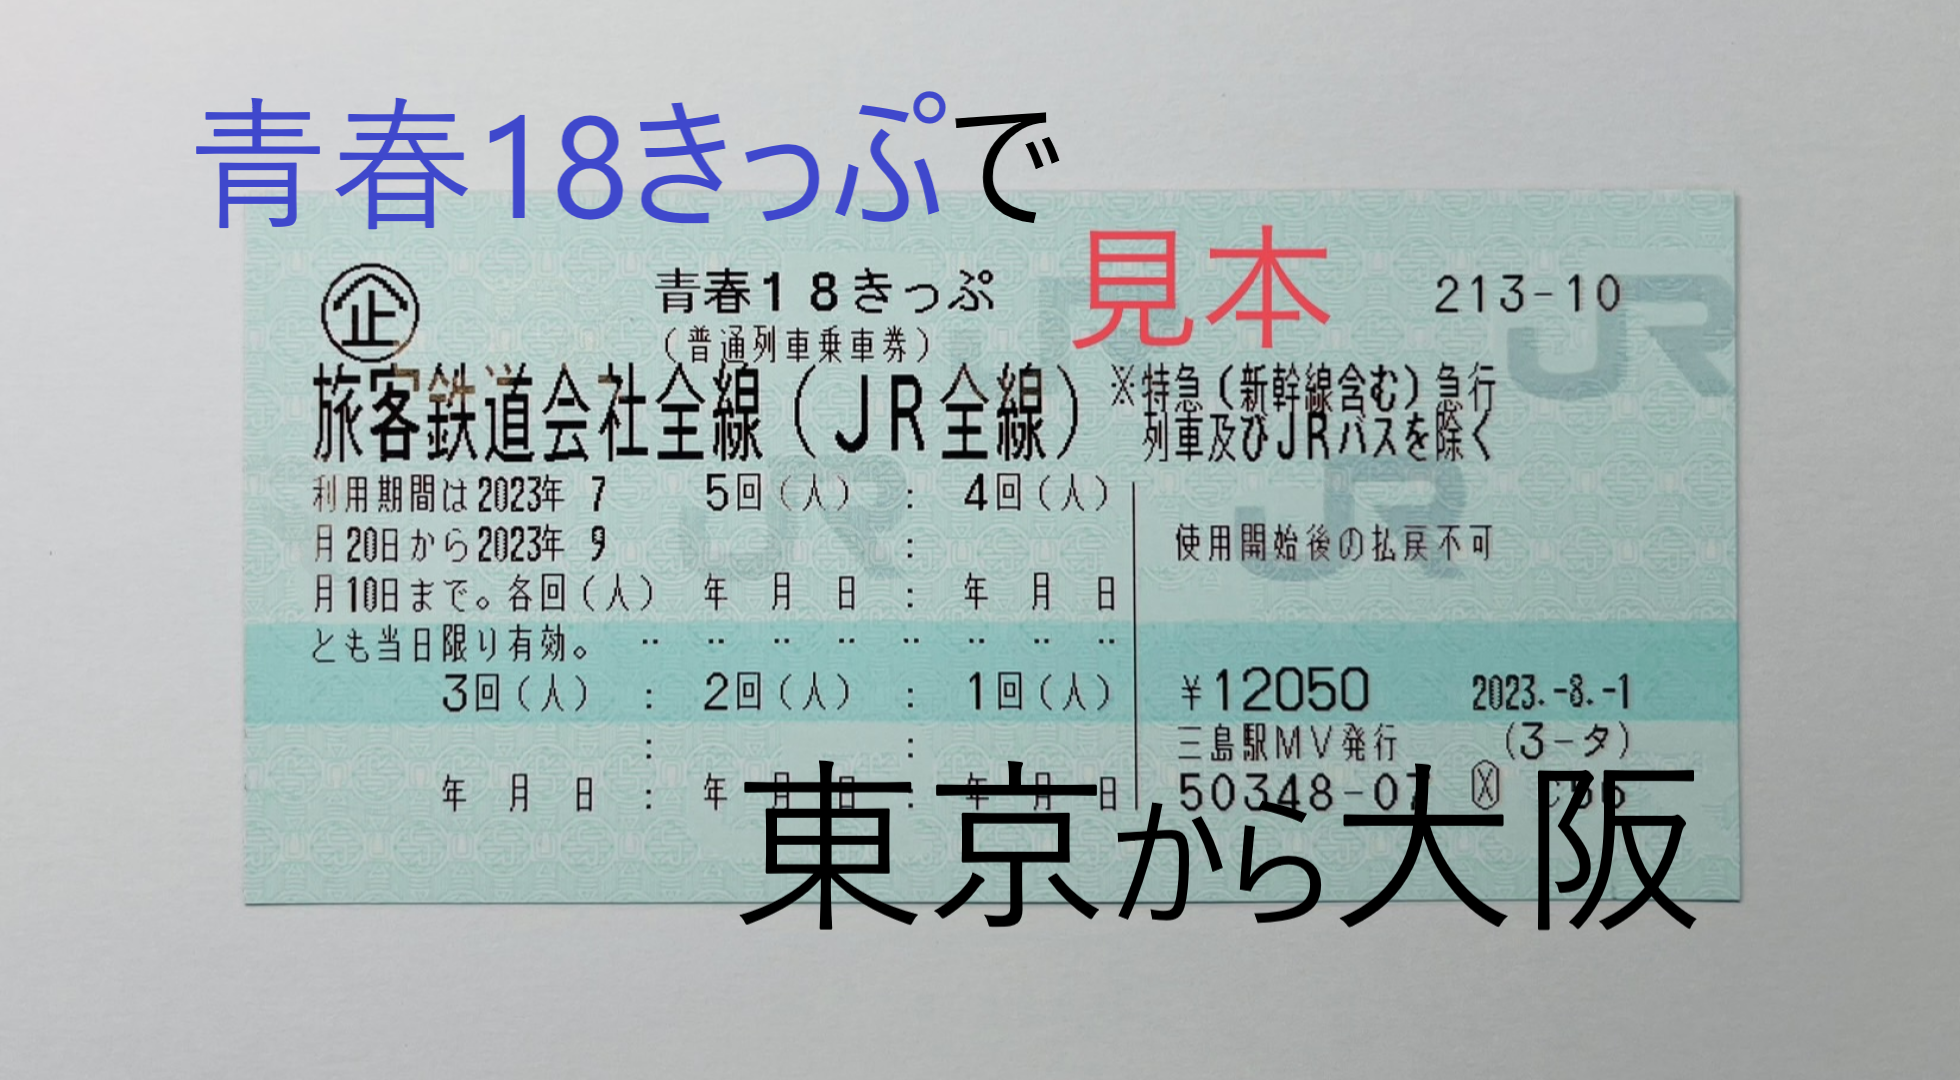 青春18きっぷで
見本
企
青春18きっぷ
213-10
（普通列車乗車券）
旅客鉄道会社全線（ＪＲ全線）
※特急（新幹線含む）急行
列車及びＪＲバスを除く
利用期間は2023年 7
月20日から2023年 9
月10日まで。各回（人）
とも当日限り有効。
5回（人） : 4回（人）
:
年 月 日 : 年 月 日
‥ ‥ ‥ ‥ ‥ ‥ ‥ ‥
3回（人） : 2回（人） : 1回（人）
: :
年 月 日 : 年 月 日 : 年 月 日
使用開始後の払戻不可
￥12050
2023.-8.-1
三島駅ＭＶ発行
(3-タ)
50348-07
東京から大阪
JR
JR
JR